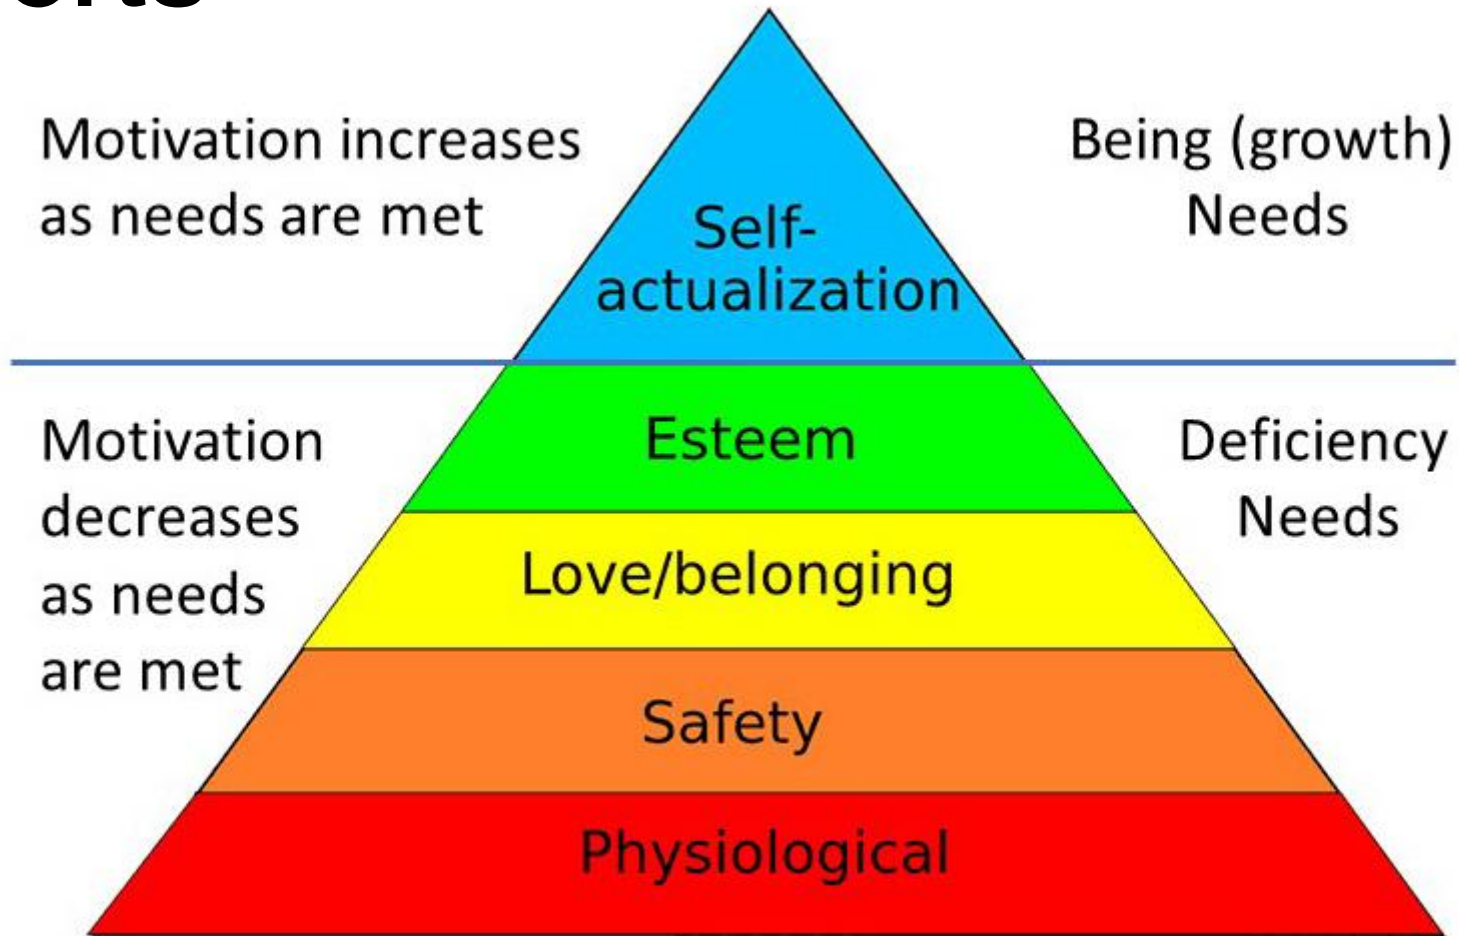 Motivation increases
as needs are met
Being (growth)
Needs
Self-
actualization
Motivation
decreases
as needs
are met
Esteem
Deficiency
Needs
Love/belonging
Safety
Physiological